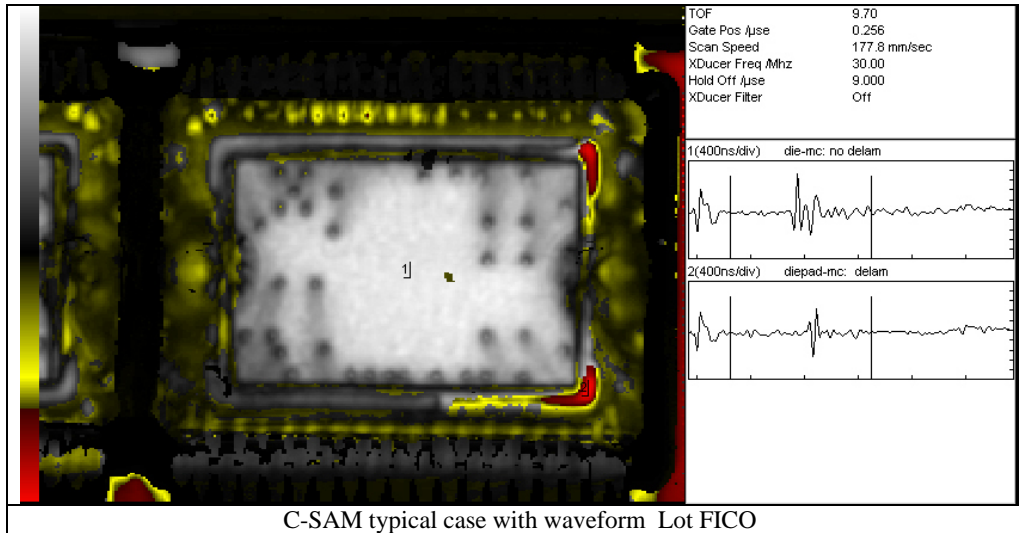 TOF 9.70
Gate Pos /µse 0.256
Scan Speed 177.8 mm/sec
XDucer Freq /Mhz 30.00
Hold Off /µse 9.000
XDucer Filter Off
1(400ns/div) die-mc: no delam
2(400ns/div) diepad-mc: delam
1
C-SAM typical case with waveform Lot FICO